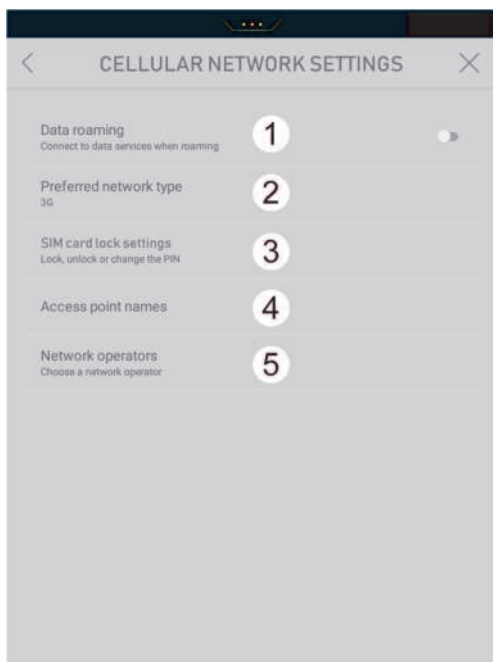 CELLULAR NETWORK SETTINGS
Data roaming
Connect to data services when roaming
1
Preferred network type
3G
2
SIM card lock settings
Lock, unlock or change the PIN
3
Access point names
4
Network operators
Choose a network operator
5